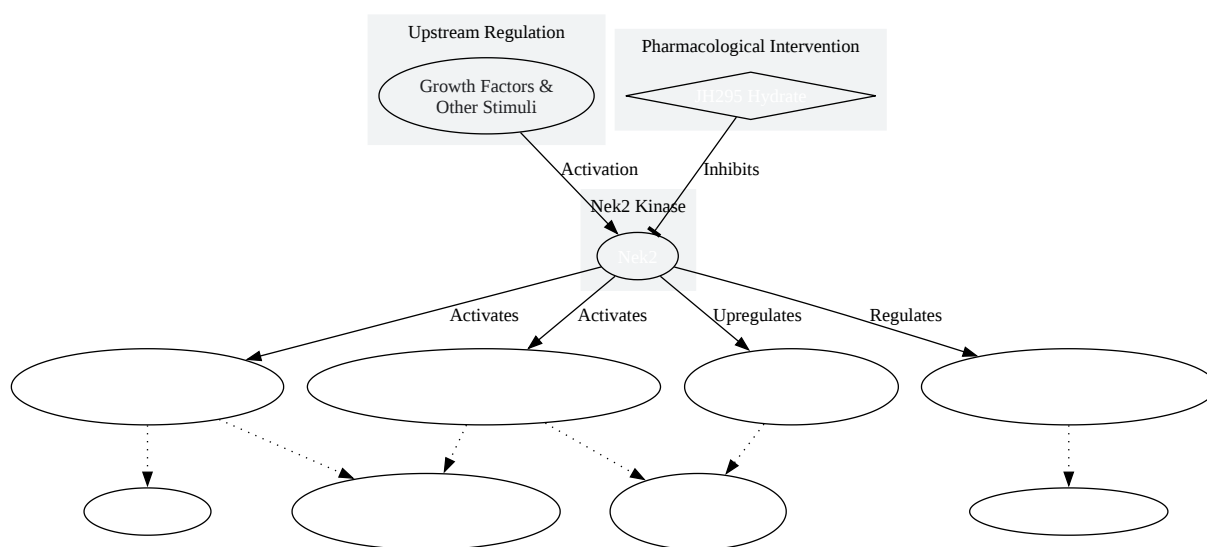 Upstream Regulation
Pharmacological Intervention
Growth Factors &
Other Stimuli
JH295 Hydrate
Activation
Inhibits
Nek2 Kinase
Nek2
Activates
Activates
Upregulates
Regulates